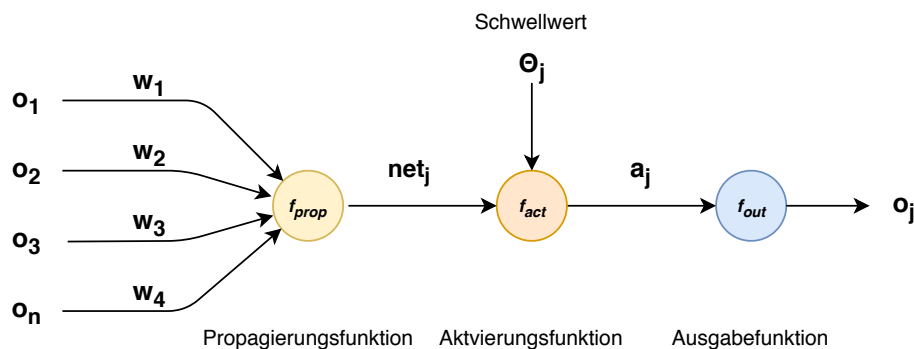 Schwellwert
Θj
o1
w1
o2
w2
o3
w3
on
w4
fprop
netj
fact
aj
fout
oj
Propagierungsfunktion
Aktvierungsfunktion
Ausgabefunktion